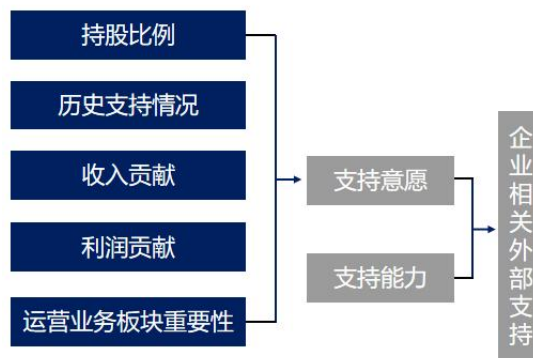 持股比例
历史支持情况
收入贡献
利润贡献
运营业务板块重要性
支持意愿
支持能力
企业相关外部支持